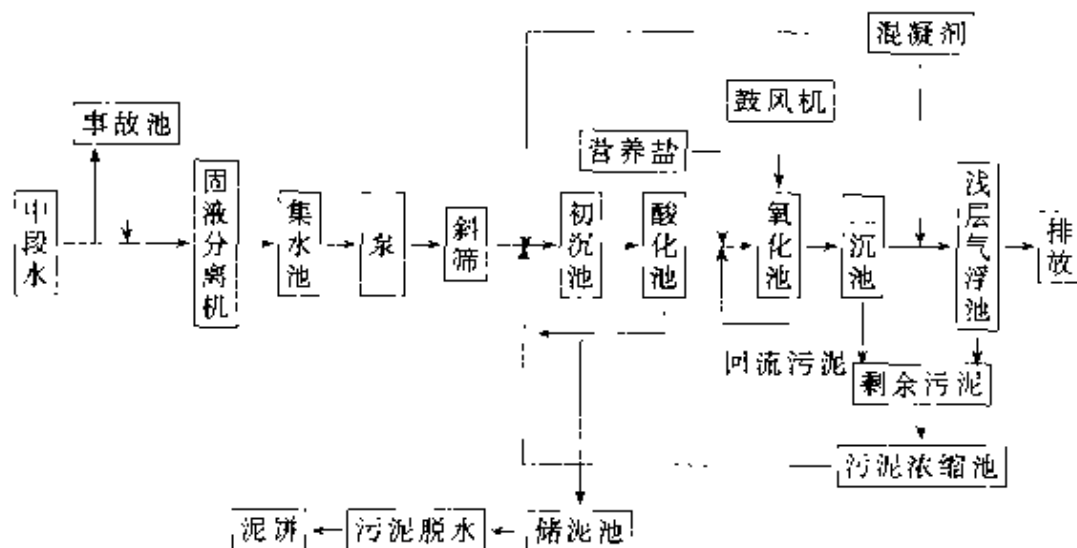 混凝剂
鼓风机
事故池
营养盐
中段水
固液分离机
集水池
泵
斜筛
初沉池
酸化池
氧化池
沉池
浅层气浮池
排放
回流污泥
剩余污泥
污泥浓缩池
泥饼
污泥脱水
储泥池